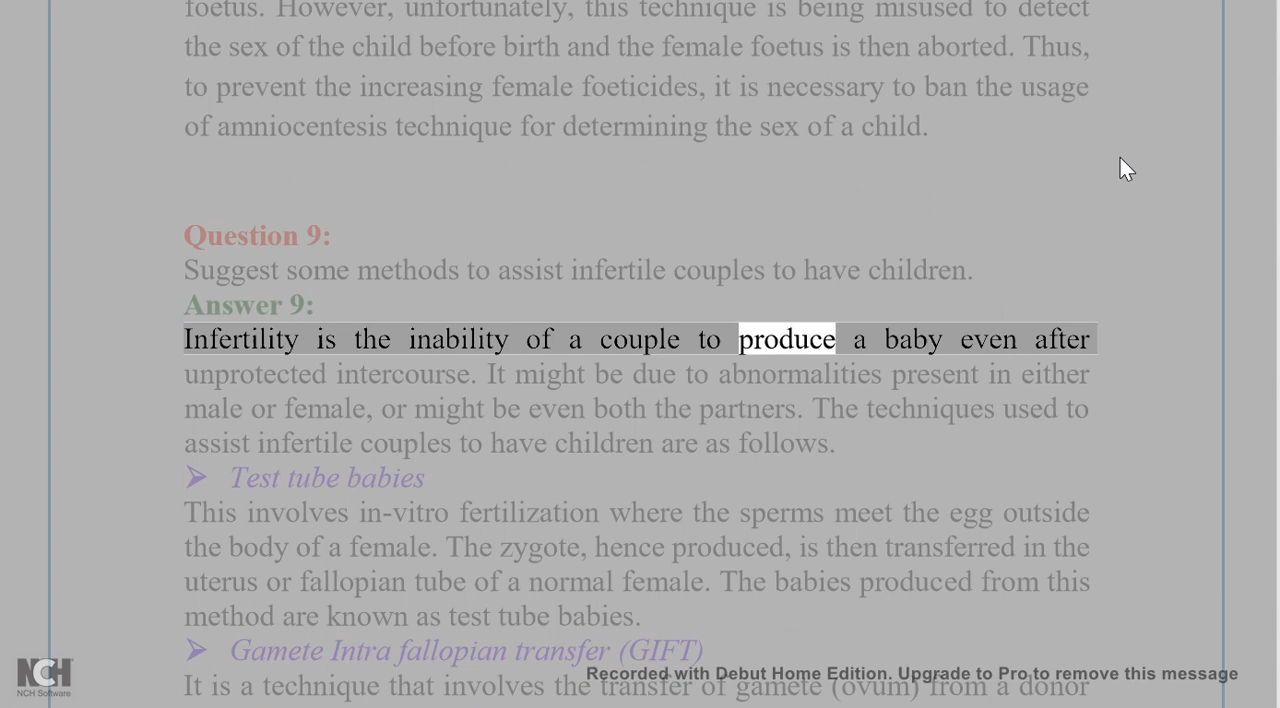 foetus. However, unfortunately, this technique is being misused to detect
the sex of the child before birth and the female foetus is then aborted. Thus,
to prevent the increasing female foeticides, it is necessary to ban the usage
of amniocentesis technique for determining the sex of a child.
Question 9:
Suggest some methods to assist infertile couples to have children.
Answer 9:
Infertility is the inability of a couple to produce a baby even after
unprotected intercourse. It might be due to abnormalities present in either
male or female, or might be even both the partners. The techniques used to
assist infertile couples to have children are as follows.
➢ Test tube babies
This involves in-vitro fertilization where the sperms meet the egg outside
the body of a female. The zygote, hence produced, is then transferred in the
uterus or fallopian tube of a normal female. The babies produced from this
method are known as test tube babies.
➢ Gamete Intra fallopian transfer (GIFT)
It is a technique that involves the transfer of gamete (ovum) from a donor
Recorded with Debut Home Edition. Upgrade to Pro to remove this message
NCH
NCH Software